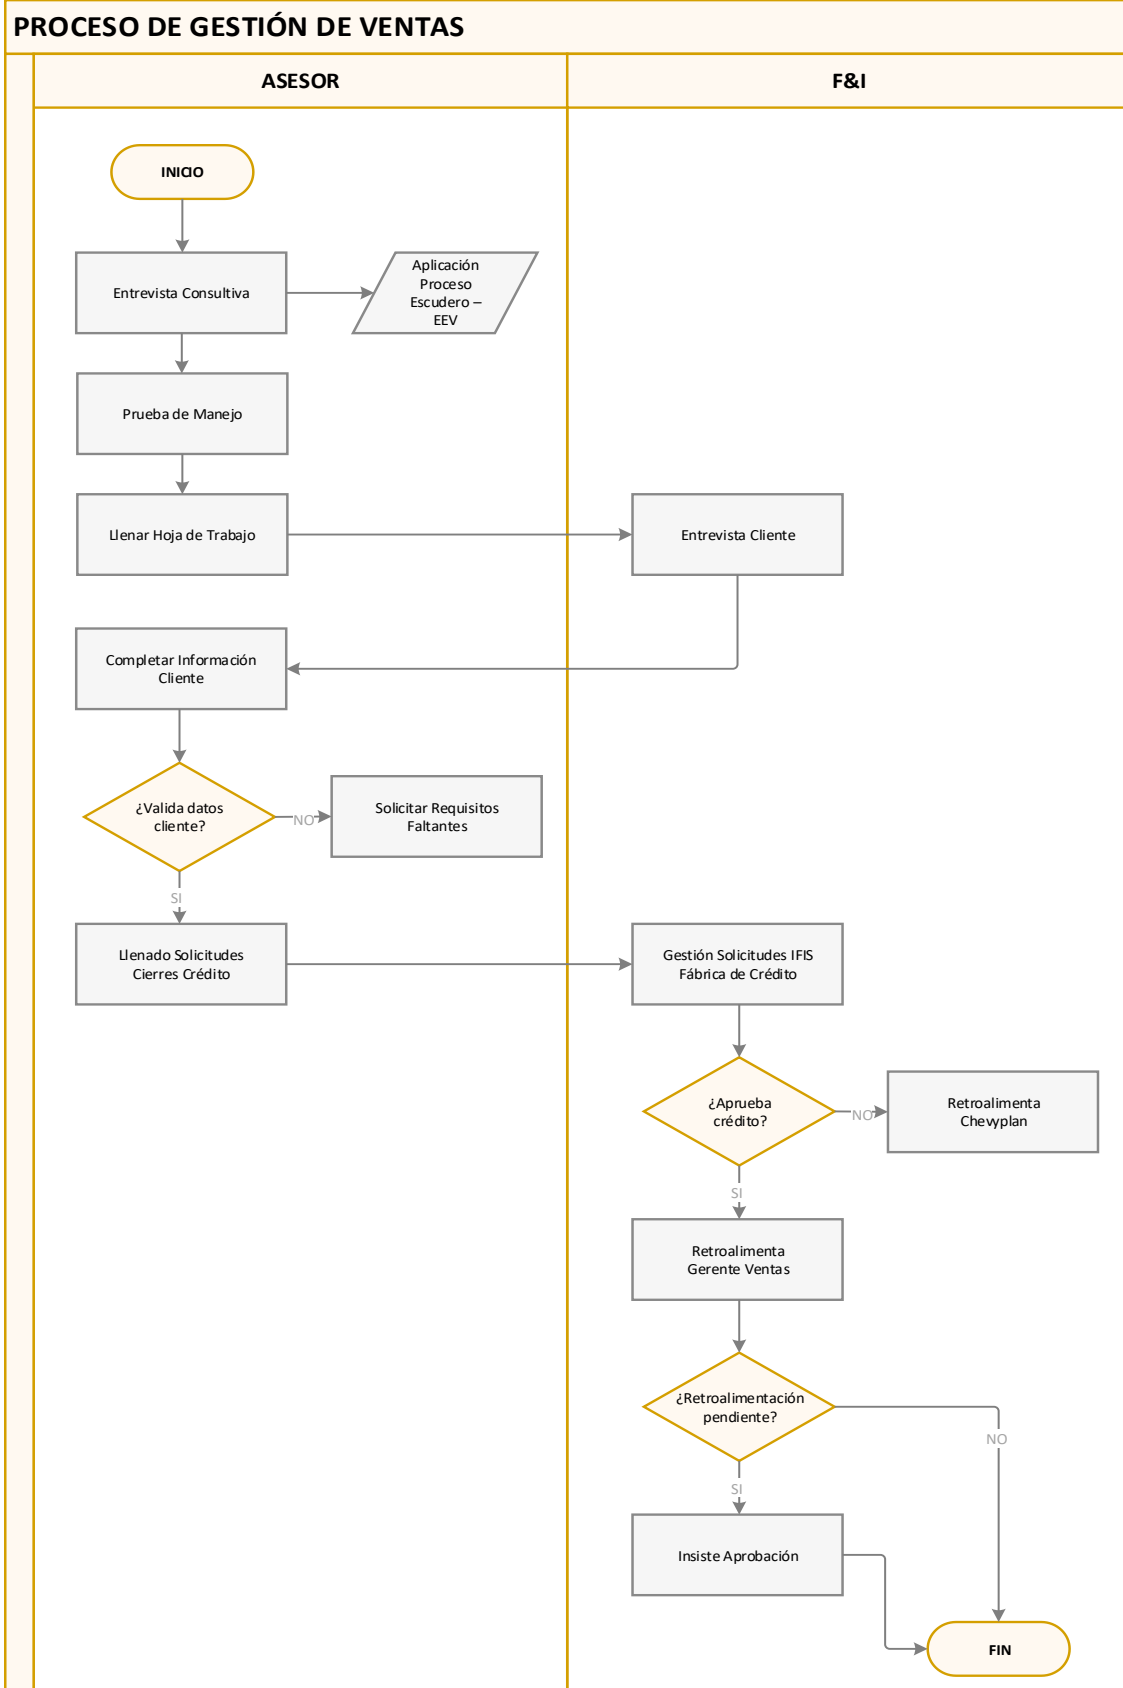 PROCESO DE GESTIÓN DE VENTAS
ASESOR
F&I
INICIO
Entrevista Consultiva
Aplicación
Proceso
Escudero –
EEV
Prueba de Manejo
Llenar Hoja de Trabajo
Entrevista Cliente
Completar Información
Cliente
¿Valida datos
cliente?
NO
Solicitar Requisitos
Faltantes
SI
Llenado Solicitudes
Cierres Crédito
Gestión Solicitudes IFIS
Fábrica de Crédito
¿Aprueba
crédito?
NO
Retroalimenta
Chevyplan
SI
Retroalimenta
Gerente Ventas
¿Retroalimentación
pendiente?
NO
SI
Insiste Aprobación
FIN